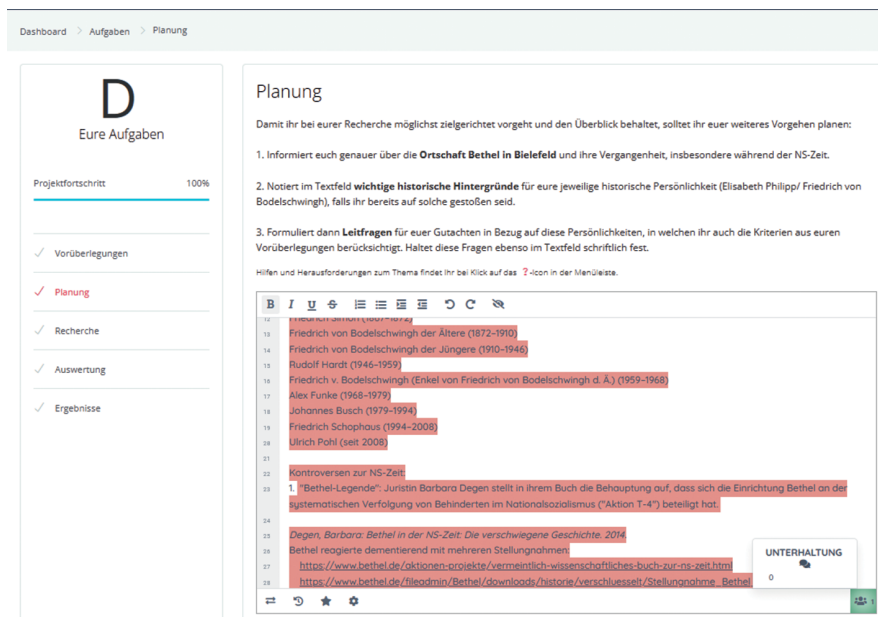 Dashboard > Aufgaben > Planung
D
Eure Aufgaben
Projektfortschritt 100%
Vorüberlegungen
Planung
Recherche
Auswertung
Ergebnisse
Planung
Damit ihr bei eurer Recherche möglichst zielgerichtet vorgeht und den Überblick behaltet, solltet ihr euer weiteres Vorgehen planen:
1. Informiert euch genauer über die Ortschaft Bethel in Bielefeld und ihre Vergangenheit, insbesondere während der NS-Zeit.
2. Notiert im Textfeld wichtige historische Hintergründe für eure jeweilige historische Persönlichkeit (Elisabeth Philipp/ Friedrich von
Bodelschwingh), falls ihr bereits auf solche gestoßen seid.
3. Formuliert dann Leitfragen für euer Gutachten in Bezug auf diese Persönlichkeiten, in welchen ihr auch die Kriterien aus euren
Vorüberlegungen berücksichtigt. Haltet diese Fragen ebenso im Textfeld schriftlich fest.
Hilfen und Herausforderungen zum Thema findet ihr bei Klick auf das ?-Icon in der Menüleiste.
B I U S
12 Friedrich Simon (1867-1872)
13 Friedrich von Bodelschwingh der Ältere (1872-1910)
14 Friedrich von Bodelschwingh der Jüngere (1910-1946)
15 Rudolf Hardt (1946-1959)
16 Friedrich v. Bodelschwingh (Enkel von Friedrich von Bodelschwingh d. Ä.) (1959-1968)
17 Alex Funke (1968-1979)
18 Johannes Busch (1979-1994)
19 Friedrich Schophaus (1994-2008)
20 Ulrich Pohl (seit 2008)
21
22 Kontroversen zur NS-Zeit:
23 1. "Bethel-Legende": Juristin Barbara Degen stellt in ihrem Buch die Behauptung auf, dass sich die Einrichtung Bethel an der
systematischen Verfolgung von Behinderten im Nationalsozialismus ("Aktion T-4") beteiligt hat.
24
25 Degen, Barbara: Bethel in der NS-Zeit: Die verschwiegene Geschichte. 2014.
26 Bethel reagierte dementierend mit mehreren Stellungnahmen:
27 https://www.bethel.de/aktionen-projekte/vermeintlich-wissenschaftliches-buch-zur-ns-zeit.html
28 https://www.bethel.de/fileadmin/Bethel/downloads/historie/verschluesselt/Stellungnahme_Bethel
UNTERHALTUNG
0
1